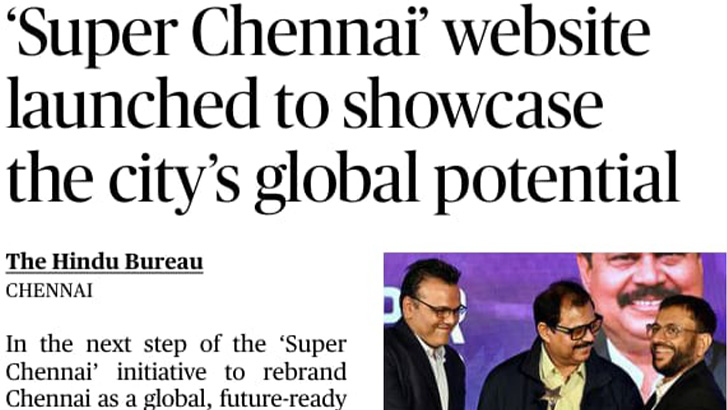 ‘Super Chennai’ website
launched to showcase
the city’s global potential
The Hindu Bureau
CHENNAI
In the next step of the ‘Super
Chennai’ initiative to rebrand
Chennai as a global, future-ready